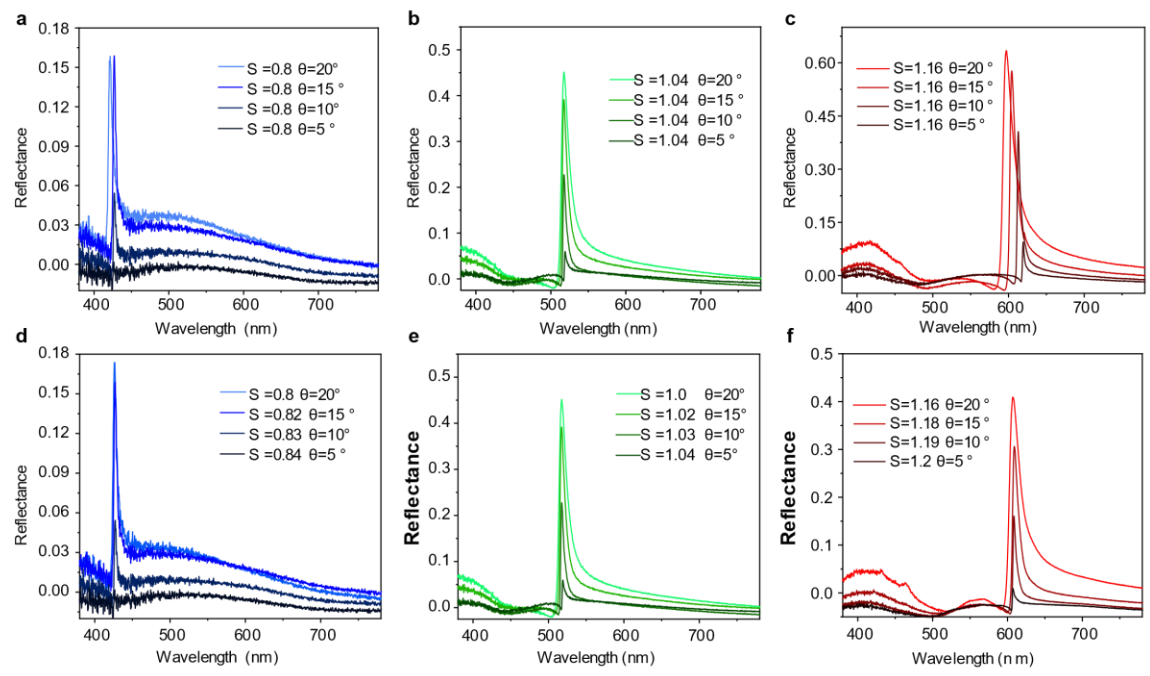 a
0.18
0.15
0.12
0.09
0.06
0.03
0.00
Reflectance
S =0.8 θ=20°
S =0.8 θ=15 °
S =0.8 θ=10°
S =0.8 θ=5 °
400 500 600 700
Wavelength (nm)
b
0.5
0.4
0.3
0.2
0.1
0.0
Reflectance
S =1.04 θ=20 °
S =1.04 θ=15 °
S =1.04 θ=10 °
S =1.04 θ=5 °
400 500 600 700
Wavelength (nm)
c
0.60
0.45
0.30
0.15
0.00
Reflectance
S=1.16 θ=20 °
S=1.16 θ=15 °
S=1.16 θ=10 °
S=1.16 θ=5 °
400 500 600 700
Wavelength (nm)
d
0.18
0.15
0.12
0.09
0.06
0.03
0.00
Reflectance
S =0.8 θ=20°
S =0.82 θ=15 °
S =0.83 θ=10°
S =0.84 θ=5 °
400 500 600 700
Wavelength (nm)
e
0.5
0.4
0.3
0.2
0.1
0.0
Reflectance
S =1.0 θ=20°
S =1.02 θ=15°
S =1.03 θ=10°
S =1.04 θ=5°
400 500 600 700
Wavelength (nm)
f
0.5
0.4
0.3
0.2
0.1
0.0
Reflectance
S=1.16 θ=20 °
S=1.18 θ=15 °
S=1.19 θ=10 °
S=1.2 θ=5 °
400 500 600 700
Wavelength (n m)